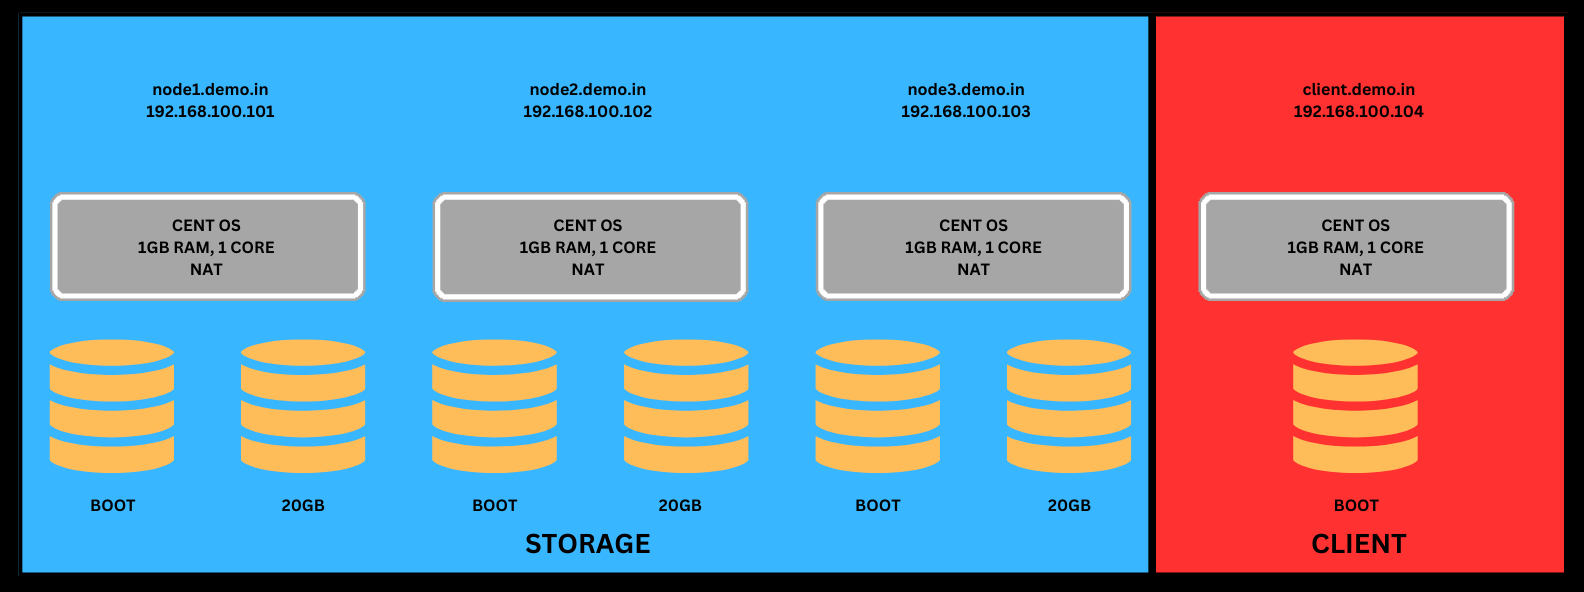 node1.demo.in
192.168.100.101
node2.demo.in
192.168.100.102
node3.demo.in
192.168.100.103
client.demo.in
192.168.100.104
CENT OS
1GB RAM, 1 CORE
NAT
CENT OS
1GB RAM, 1 CORE
NAT
CENT OS
1GB RAM, 1 CORE
NAT
CENT OS
1GB RAM, 1 CORE
NAT
BOOT
20GB
BOOT
20GB
BOOT
20GB
BOOT
STORAGE
CLIENT